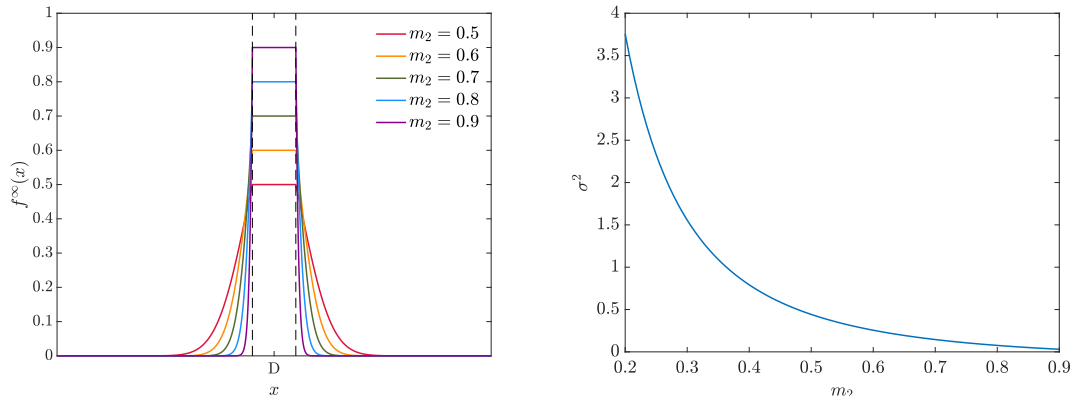 1
0.9
0.8
0.7
0.6
0.5
0.4
0.3
0.2
0.1
0
f^∞(x)
D
x
m₂ = 0.5
m₂ = 0.6
m₂ = 0.7
m₂ = 0.8
m₂ = 0.9
4
3.5
3
2.5
2
1.5
1
0.5
0
σ²
0.2 0.3 0.4 0.5 0.6 0.7 0.8 0.9
m₂